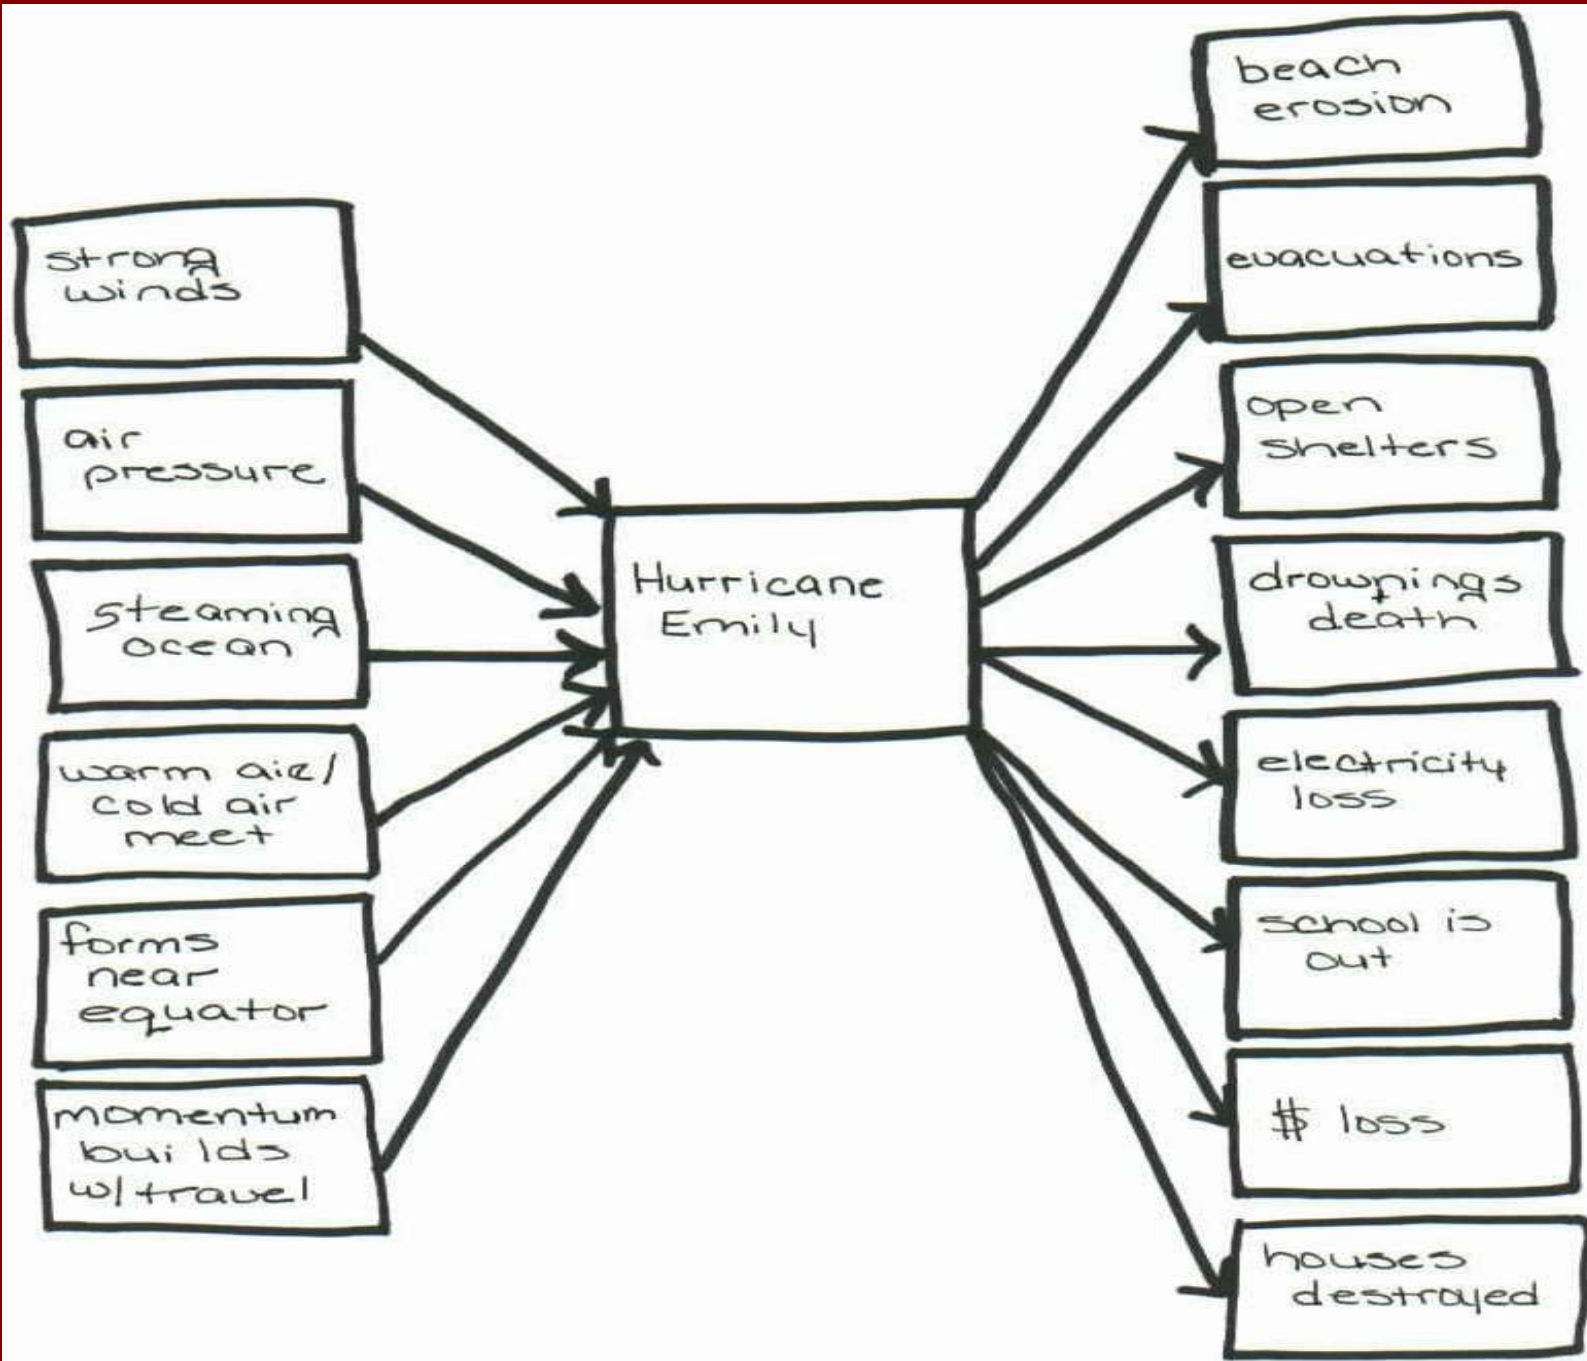 strong
winds
air
pressure
steaming
ocean
warm air/
cold air
meet
forms
near
equator
momentum
builds
w/travel
Hurricane
Emily
beach
erosion
evacuations
open
shelters
drownings
death
electricity
loss
school is
out
$ loss
houses
destroyed